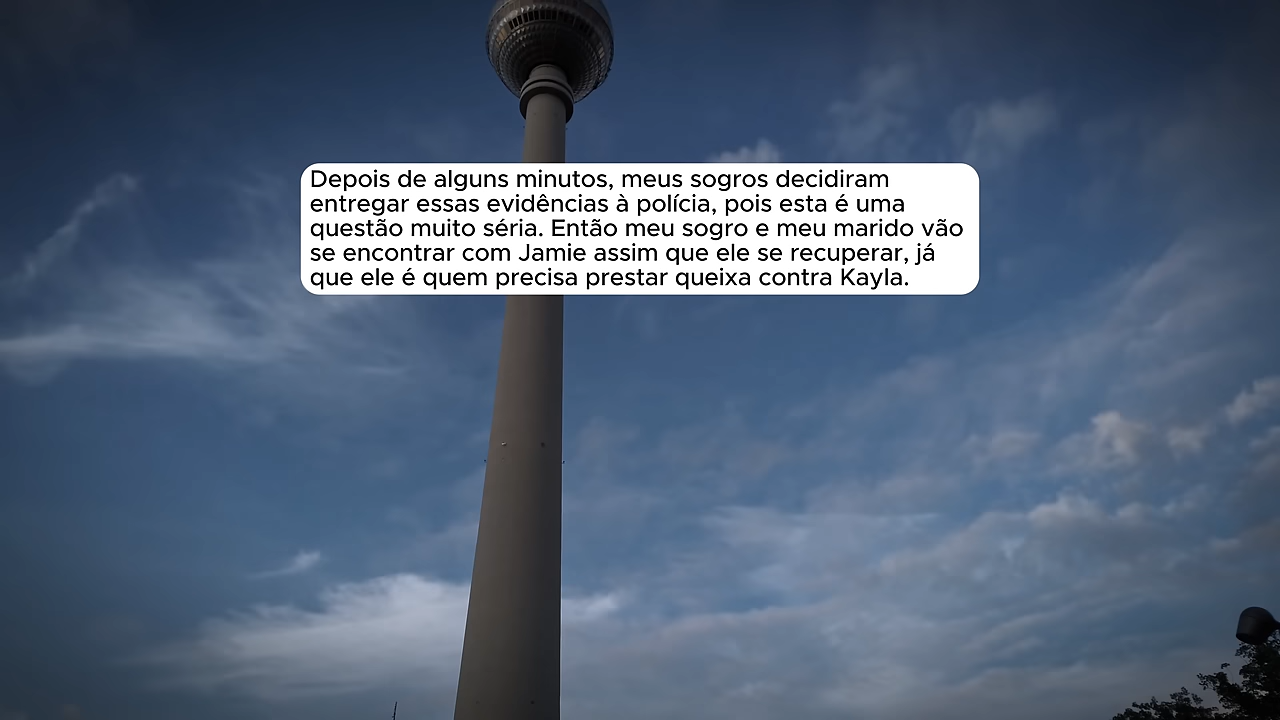 Depois de alguns minutos, meus sogros decidiram
entregar essas evidências à polícia, pois esta é uma
questão muito séria. Então meu sogro e meu marido vão
se encontrar com Jamie assim que ele se recuperar, já
que ele é quem precisa prestar queixa contra Kayla.